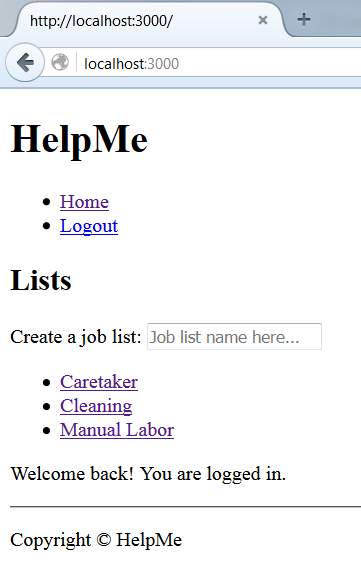 http://localhost:3000/
localhost:3000
HelpMe
Home
Logout
Lists
Create a job list: Job list name here...
Caretaker
Cleaning
Manual Labor
Welcome back! You are logged in.
Copyright © HelpMe